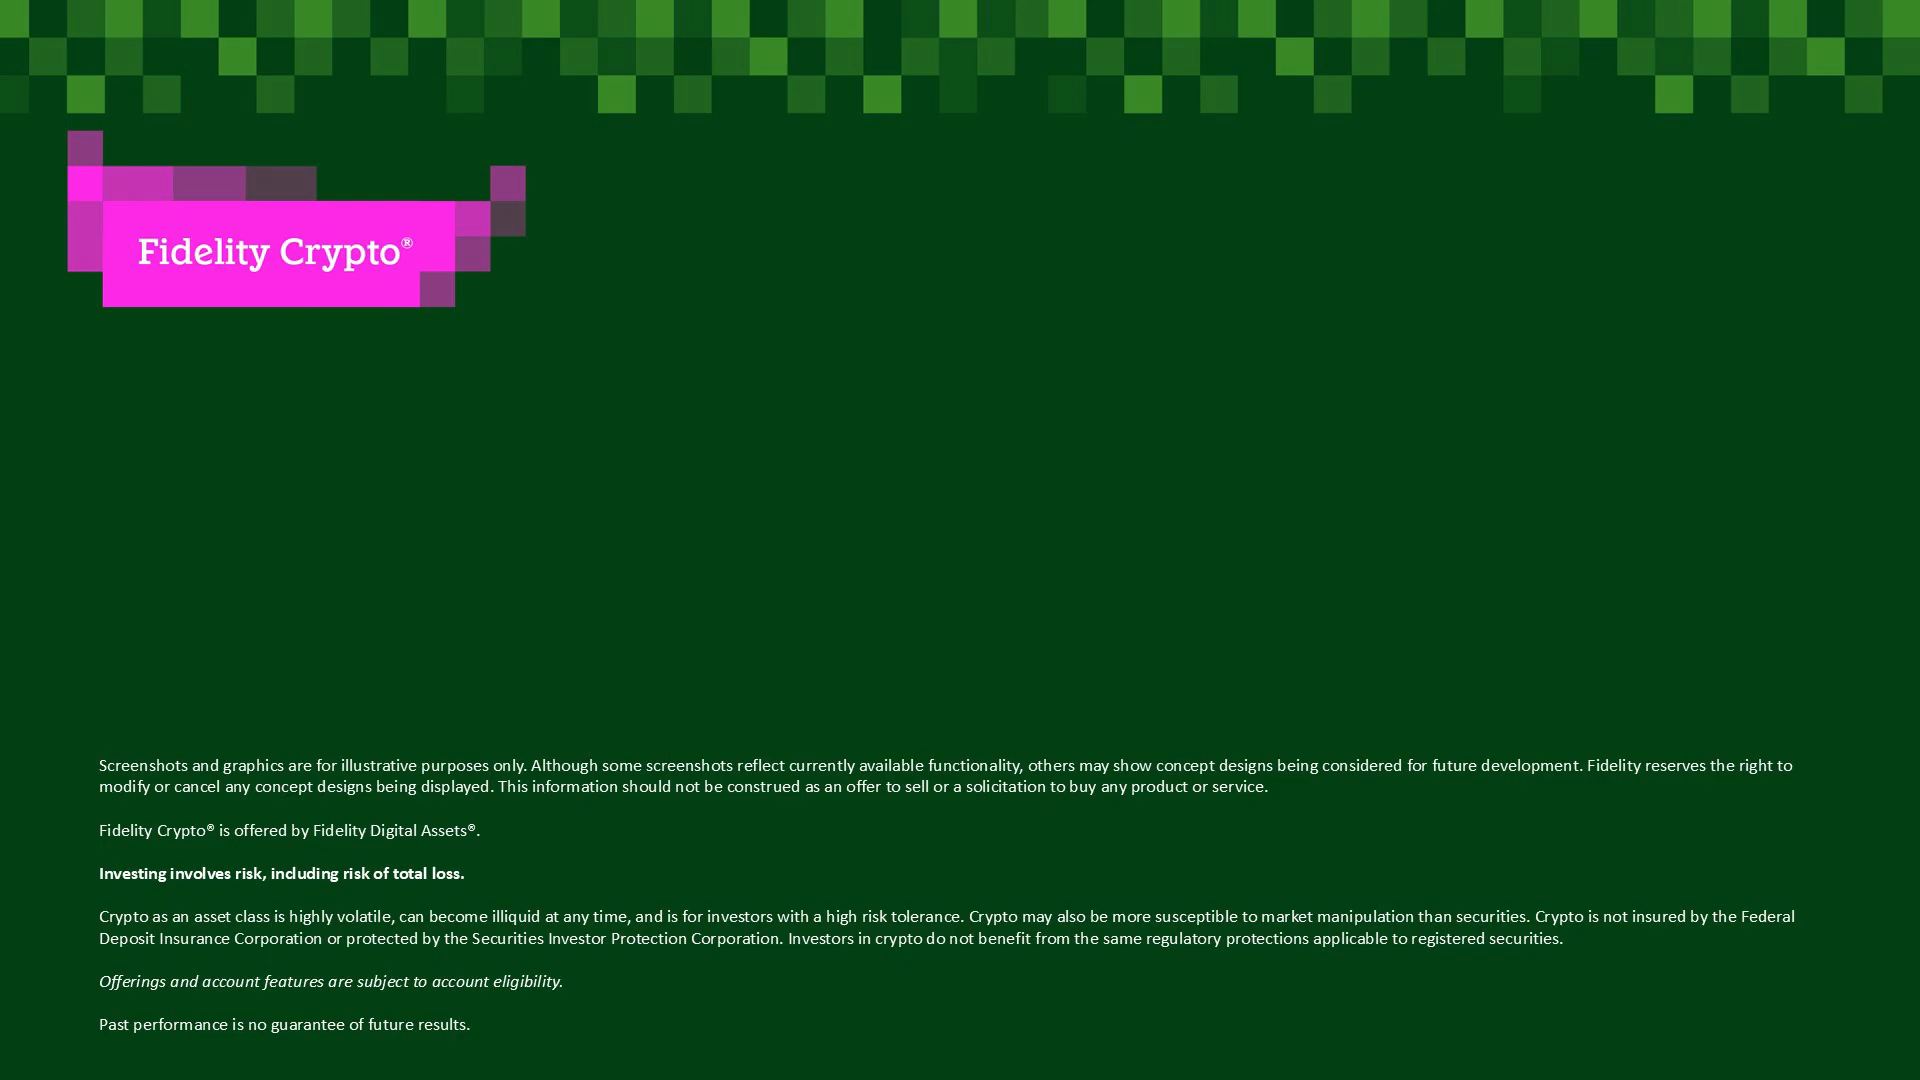 Fidelity Crypto®
Screenshots and graphics are for illustrative purposes only. Although some screenshots reflect currently available functionality, others may show concept designs being considered for future development. Fidelity reserves the right to
modify or cancel any concept designs being displayed. This information should not be construed as an offer to sell or a solicitation to buy any product or service.
Fidelity Crypto® is offered by Fidelity Digital Assets®.
Investing involves risk, including risk of total loss.
Crypto as an asset class is highly volatile, can become illiquid at any time, and is for investors with a high risk tolerance. Crypto may also be more susceptible to market manipulation than securities. Crypto is not insured by the Federal
Deposit Insurance Corporation or protected by the Securities Investor Protection Corporation. Investors in crypto do not benefit from the same regulatory protections applicable to registered securities.
Offerings and account features are subject to account eligibility.
Past performance is no guarantee of future results.